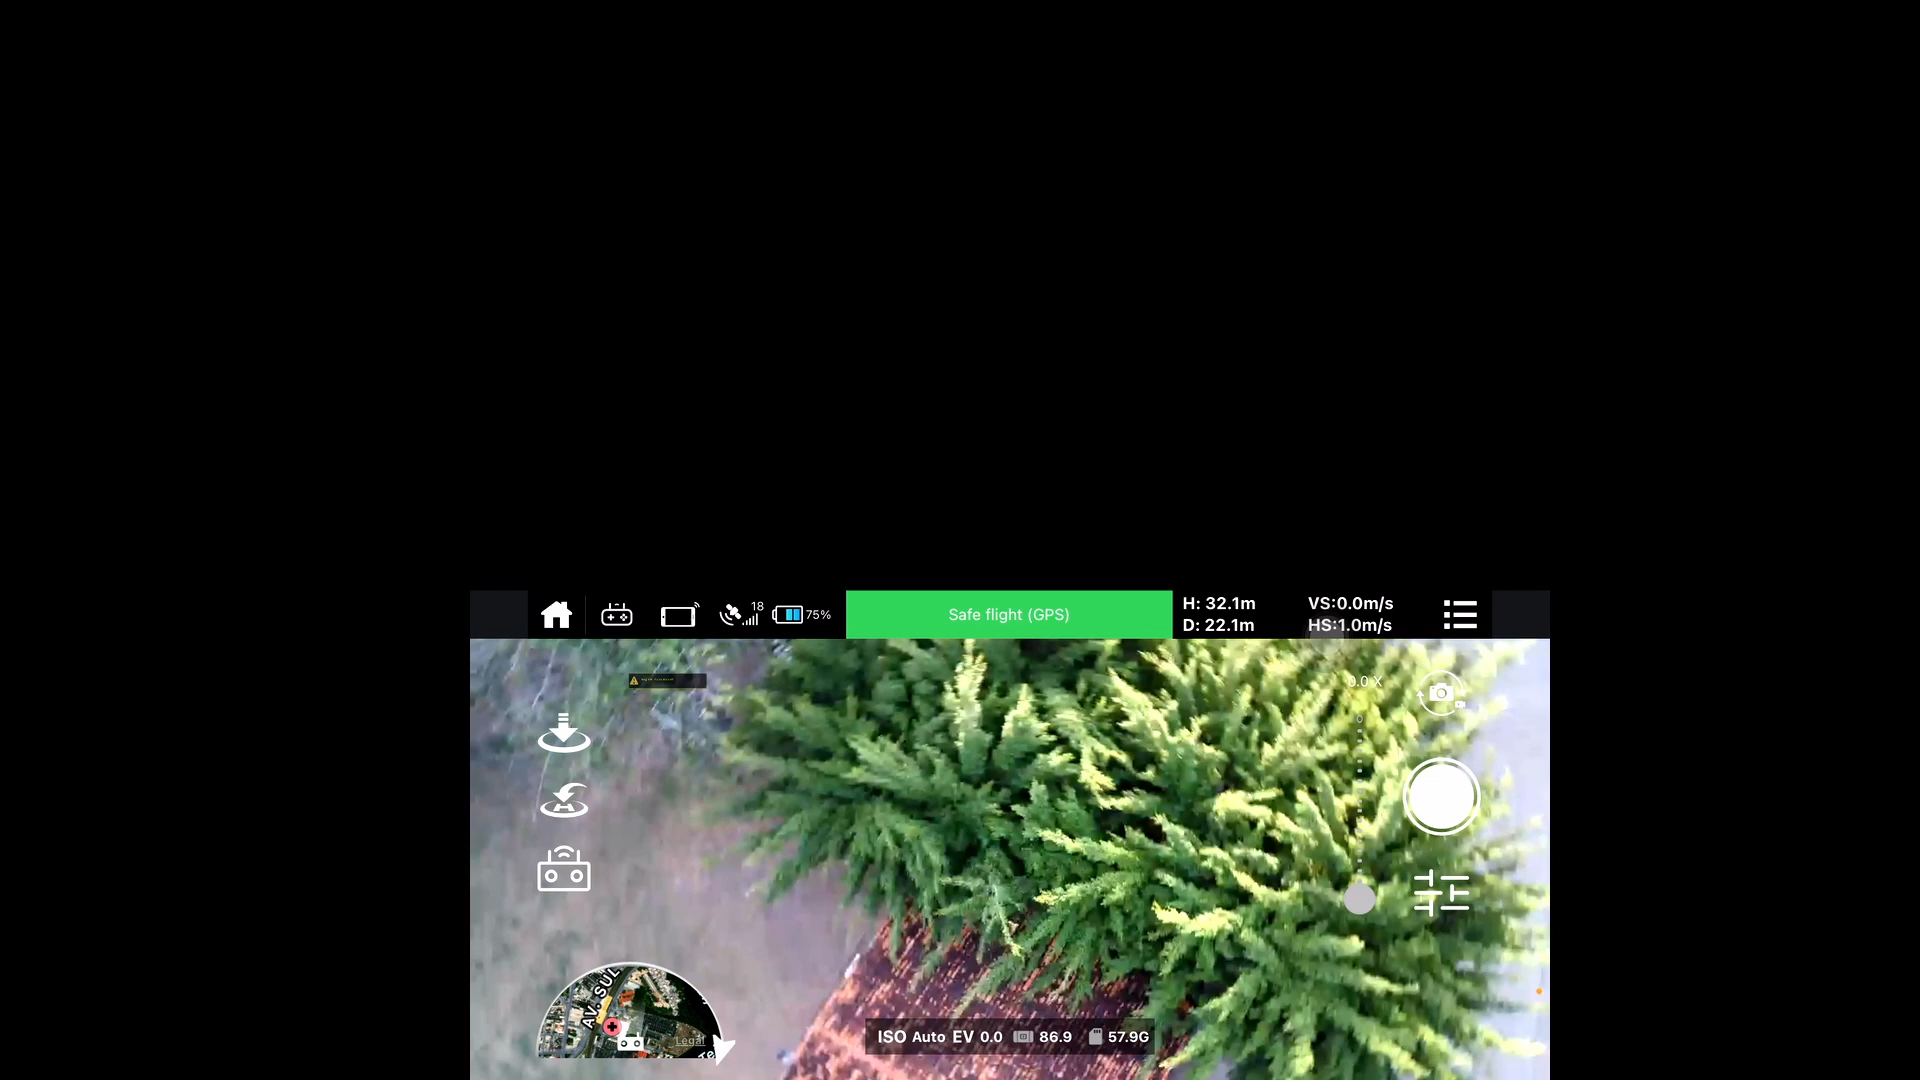 18
75%
Safe flight (GPS)
H: 32.1m
VS:0.0m/s
D: 22.1m
HS:1.0m/s
0.0 X
AV. SUL
Legal
ISO Auto EV 0.0 86.9 57.9G